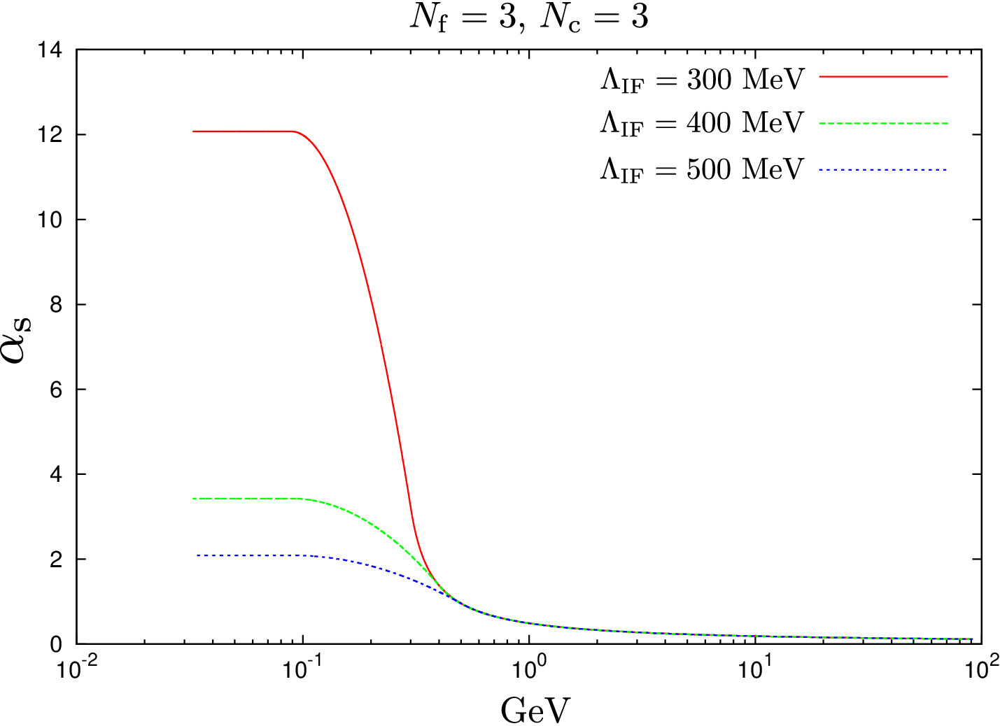 N_f = 3, N_c = 3
14
12
10
8
6
4
2
0
α_s
Λ_IF = 300 MeV
Λ_IF = 400 MeV
Λ_IF = 500 MeV
10^-2 10^-1 10^0 10^1 10^2
GeV